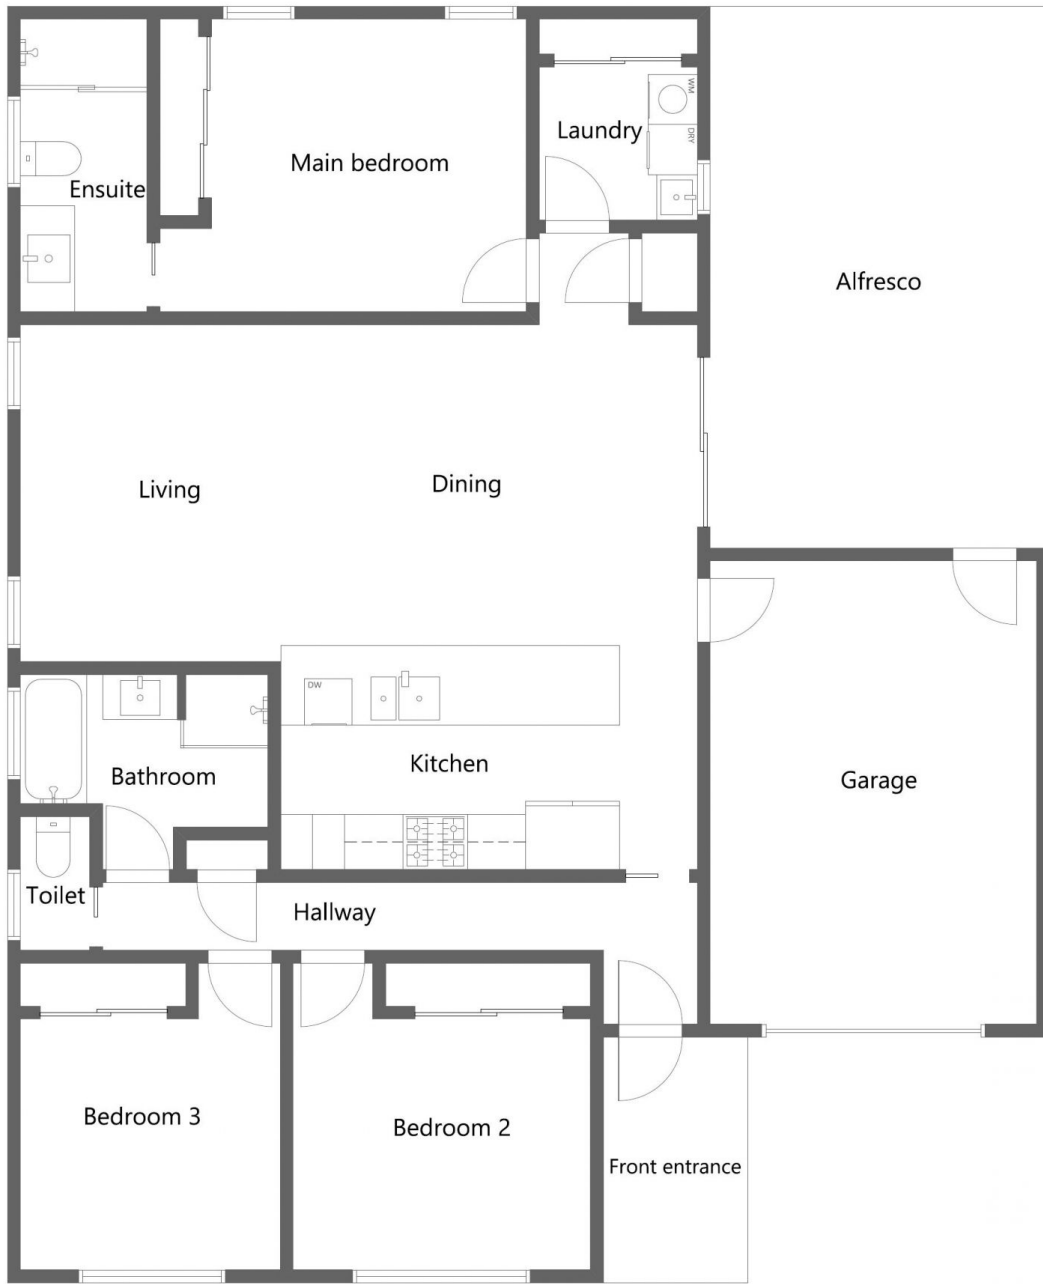 WM
Laundry
DRY
Main bedroom
Ensuite
Alfresco
Living
Dining
DW
Kitchen
Bathroom
Garage
Toilet
Hallway
Bedroom 3
Bedroom 2
Front entrance